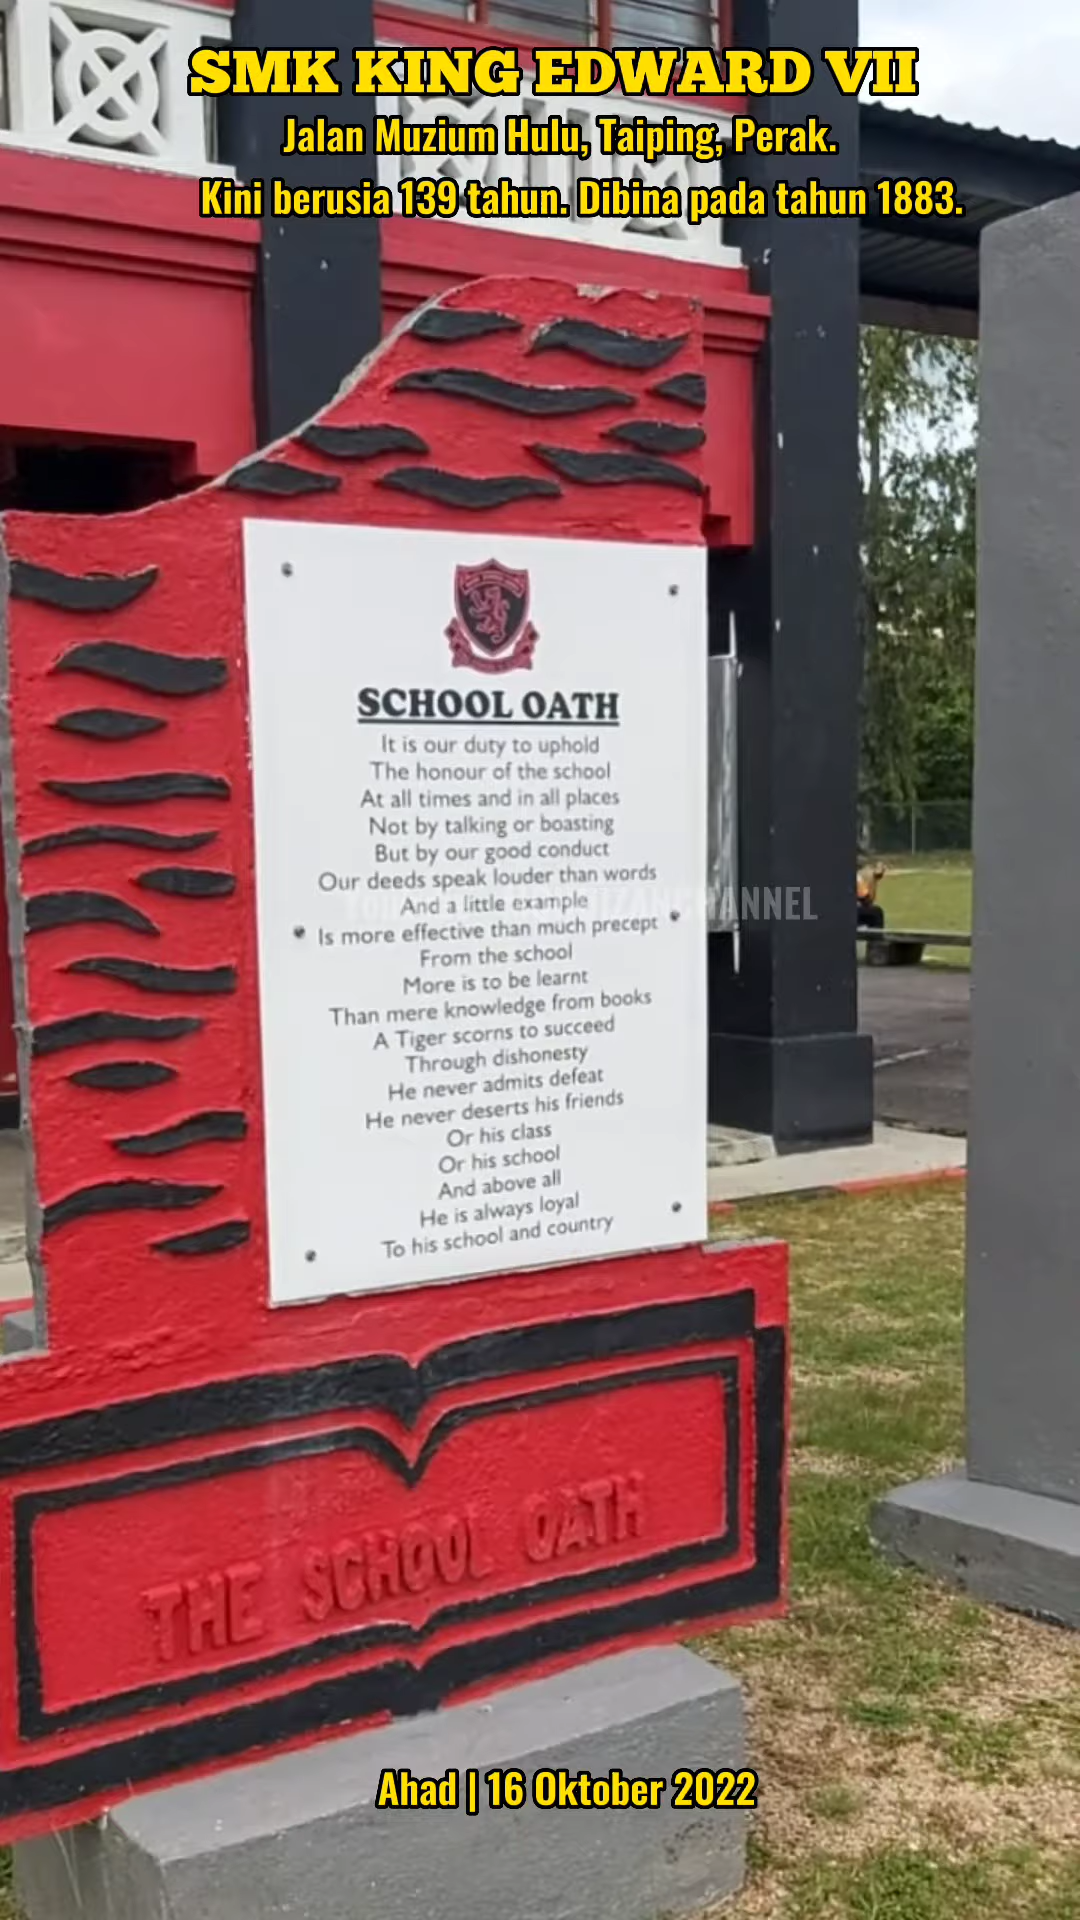 SMK KING EDWARD VII
Jalan Muzium Hulu, Taiping, Perak.
Kini berusia 139 tahun. Dibina pada tahun 1883.
SCHOOL OATH
It is our duty to uphold
The honour of the school
At all times and in all places
Not by talking or boasting
But by our good conduct
Our deeds speak louder than words
And a little example
Is more effective than much precept
From the school
More is to be learnt
Than mere knowledge from books
A Tiger scorns to succeed
Through dishonesty
He never admits defeat
He never deserts his friends
Or his class
Or his school
And above all
He is always loyal
To his school and country
THE SCHOOL OATH
Ahad | 16 Oktober 2022